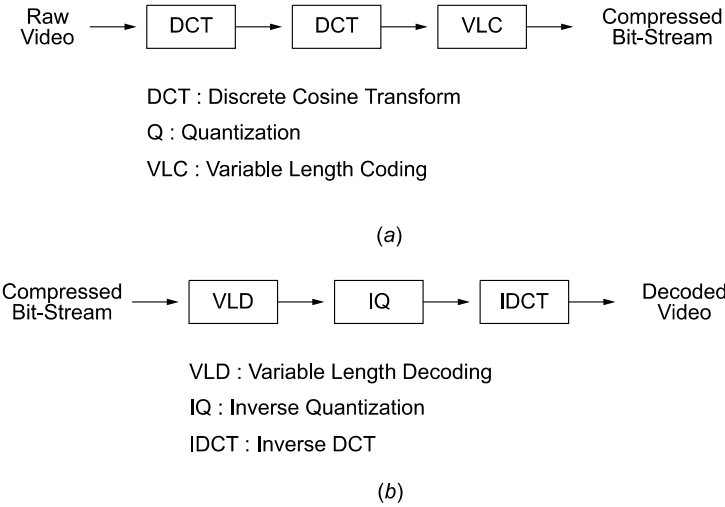 Raw
Video
DCT
DCT
VLC
Compressed
Bit-Stream
DCT : Discrete Cosine Transform
Q : Quantization
VLC : Variable Length Coding
(a)
Compressed
Bit-Stream
VLD
IQ
IDCT
Decoded
Video
VLD : Variable Length Decoding
IQ : Inverse Quantization
IDCT : Inverse DCT
(b)